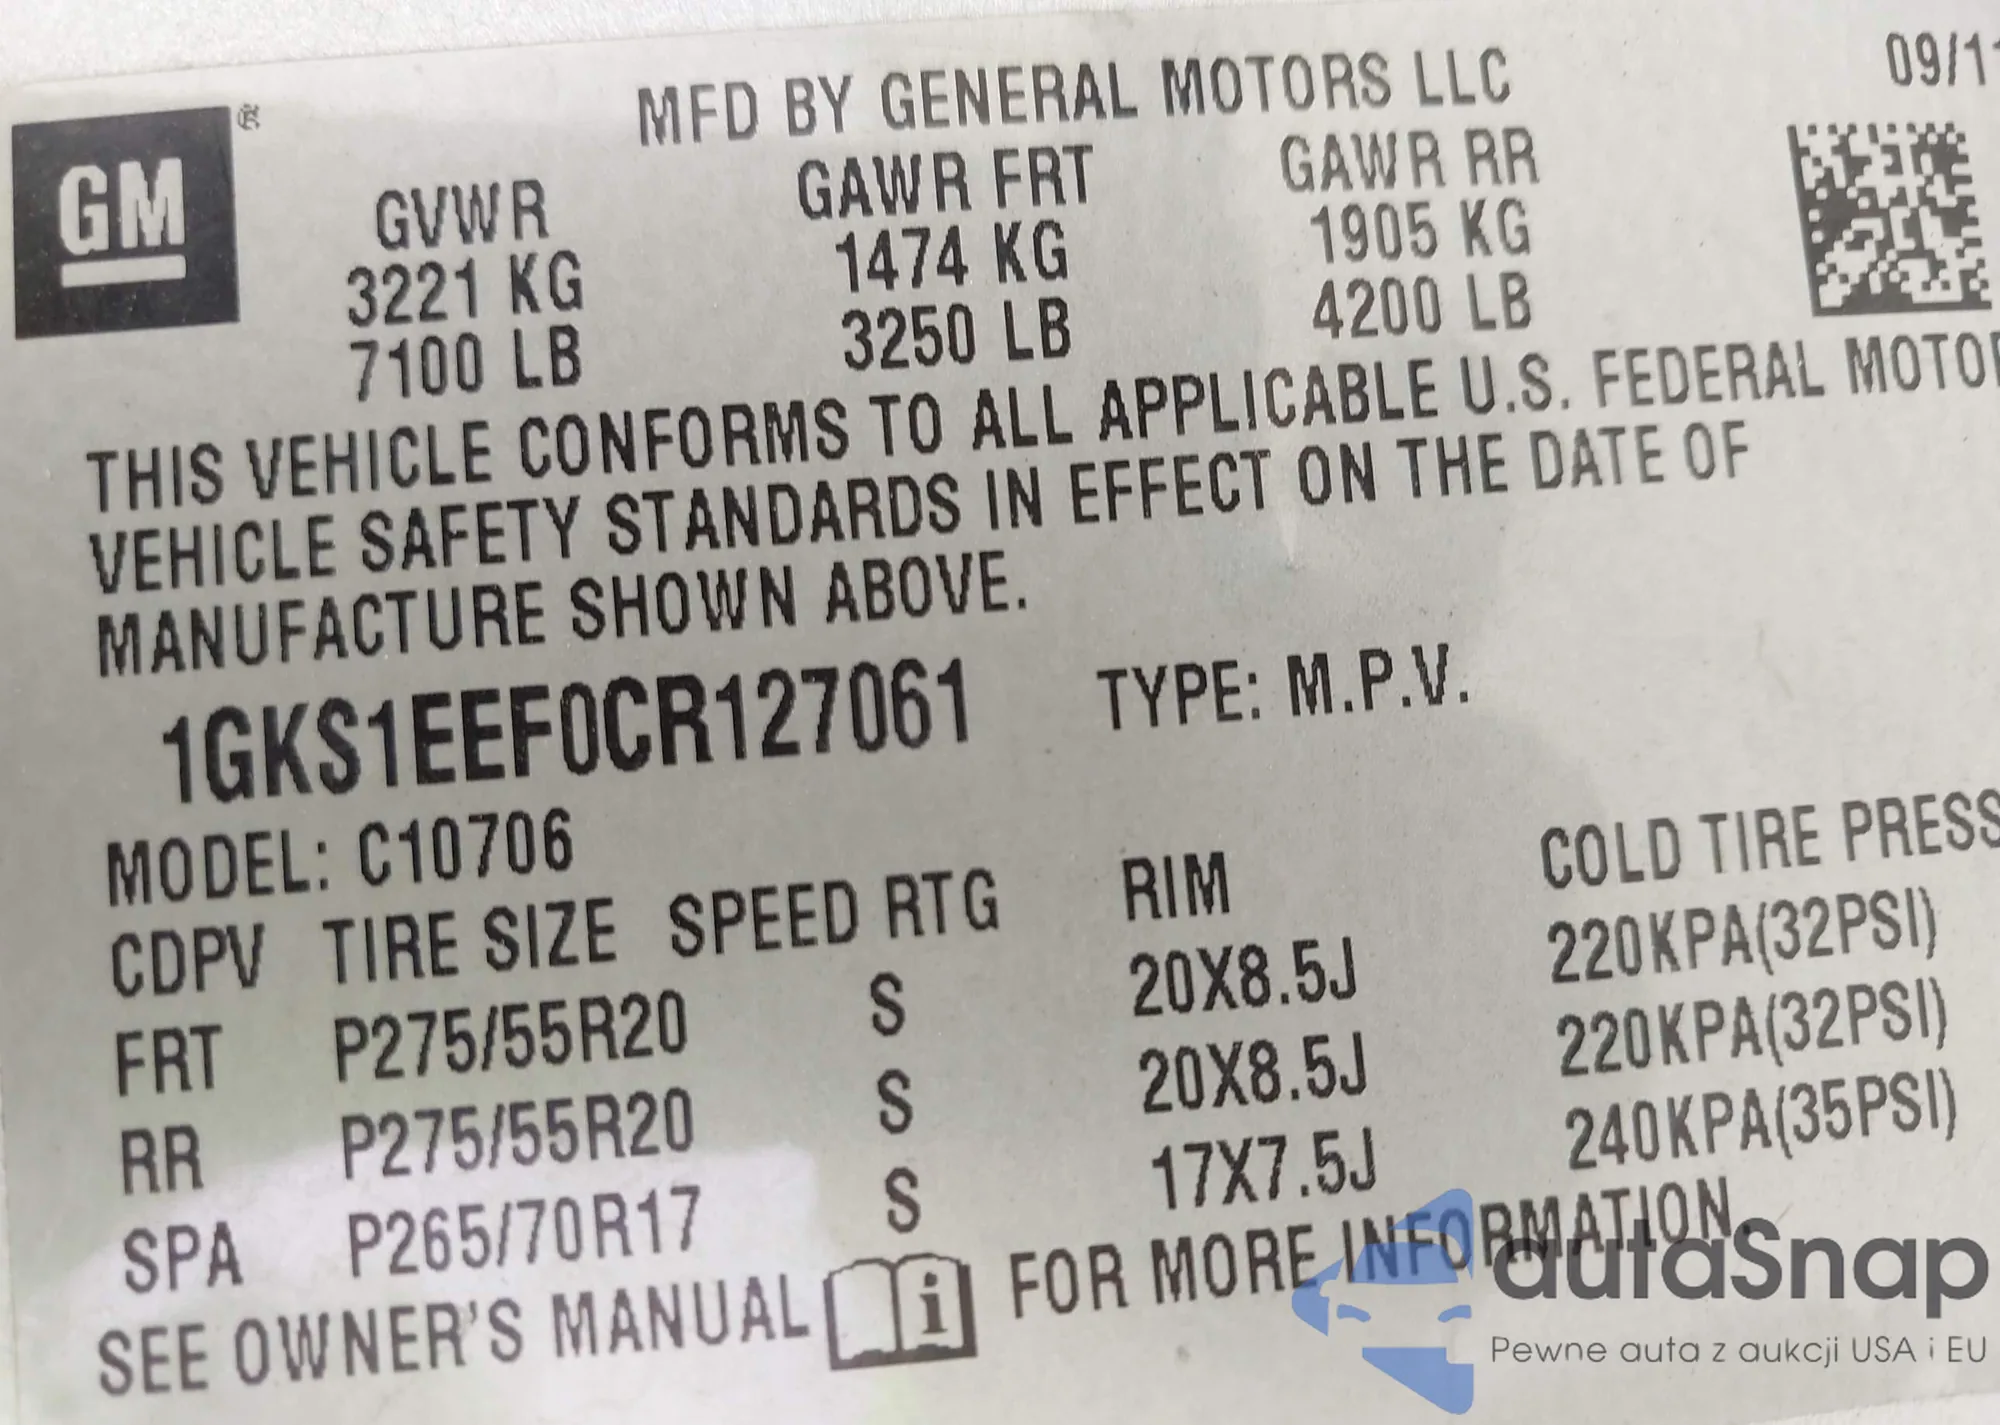 MFD BY GENERAL MOTORS LLC 09/11
GM ®
GVWR GAWR FRT GAWR RR
3221 KG 1474 KG 1905 KG
7100 LB 3250 LB 4200 LB
THIS VEHICLE CONFORMS TO ALL APPLICABLE U.S. FEDERAL MOTOR
VEHICLE SAFETY STANDARDS IN EFFECT ON THE DATE OF
MANUFACTURE SHOWN ABOVE.
1GKS1EEF0CR127061 TYPE: M.P.V.
MODEL: C10706
CDPV TIRE SIZE SPEED RTG RIM COLD TIRE PRESS
FRT P275/55R20 S 20X8.5J 220KPA(32PSI)
RR P275/55R20 S 20X8.5J 220KPA(32PSI)
SPA P265/70R17 S 17X7.5J 240KPA(35PSI)
SEE OWNER'S MANUAL i FOR MORE INFORMATION.
autaSnap
Pewne auta z aukcji USA i EU